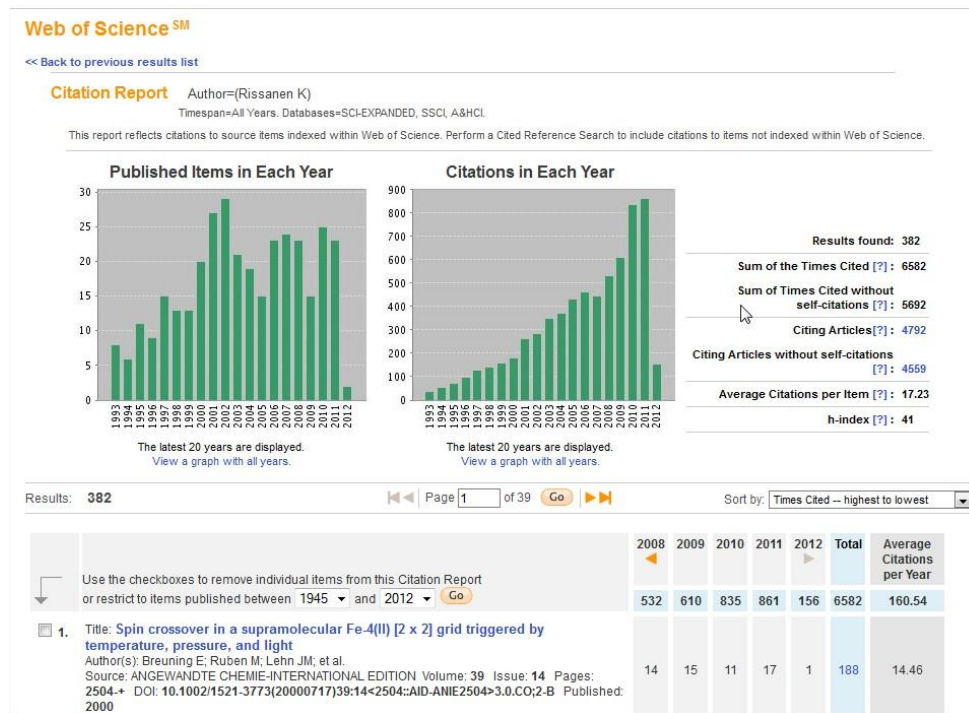 Web of Science SM
<< Back to previous results list
Citation Report Author=(Rissanen K)
Timespan=All Years. Databases=SCI-EXPANDED, SSCI, A&HCI.
This report reflects citations to source items indexed within Web of Science. Perform a Cited Reference Search to include citations to items not indexed within Web of Science.
Published Items in Each Year
30
25
20
15
10
5
0
1993 1994 1995 1996 1997 1998 1999 2000 2001 2002 2003 2004 2005 2006 2007 2008 2009 2010 2011 2012
The latest 20 years are displayed.
View a graph with all years.
Citations in Each Year
900
800
700
600
500
400
300
200
100
0
1993 1994 1995 1996 1997 1998 1999 2000 2001 2002 2003 2004 2005 2006 2007 2008 2009 2010 2011 2012
The latest 20 years are displayed.
View a graph with all years.
Results found: 382
Sum of the Times Cited [?] : 6582
Sum of Times Cited without
self-citations [?] : 5692
Citing Articles[?] : 4792
Citing Articles without self-citations
[?] : 4559
Average Citations per Item [?] : 17.23
h-index [?] : 41
Results: 382 Page 1 of 39 Go Sort by: Times Cited -- highest to lowest
2008 2009 2010 2011 2012 Total Average
Citations
per Year
Use the checkboxes to remove individual items from this Citation Report
or restrict to items published between 1945 and 2012 Go
532 610 835 861 156 6582 160.54
1. Title: Spin crossover in a supramolecular Fe-4(II) [2 x 2] grid triggered by
temperature, pressure, and light
Author(s): Breuning E; Ruben M; Lehn JM; et al.
Source: ANGEWANDTE CHEMIE-INTERNATIONAL EDITION Volume: 39 Issue: 14 Pages:
2504-+ DOI: 10.1002/1521-3773(20000717)39:14<2504::AID-ANIE2504>3.0.CO;2-B Published:
2000
14 15 11 17 1 188 14.46